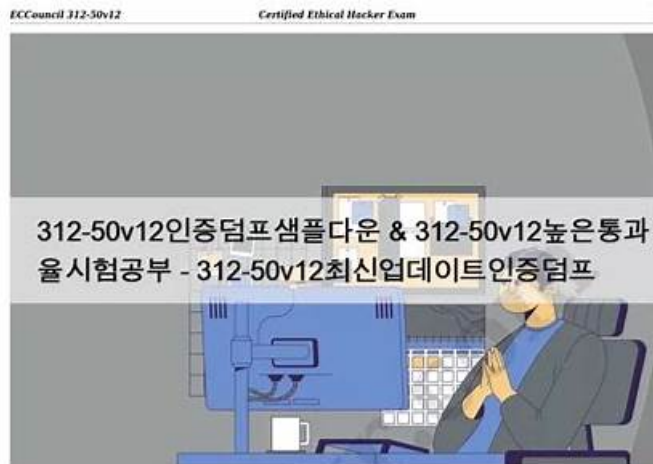 ECCouncil 312-50v12
Certified Ethical Hacker Exam
312-50v12인증덤프샘플다운 & 312-50v12높은통과
율시험공부 - 312-50v12최신업데이트인증덤프